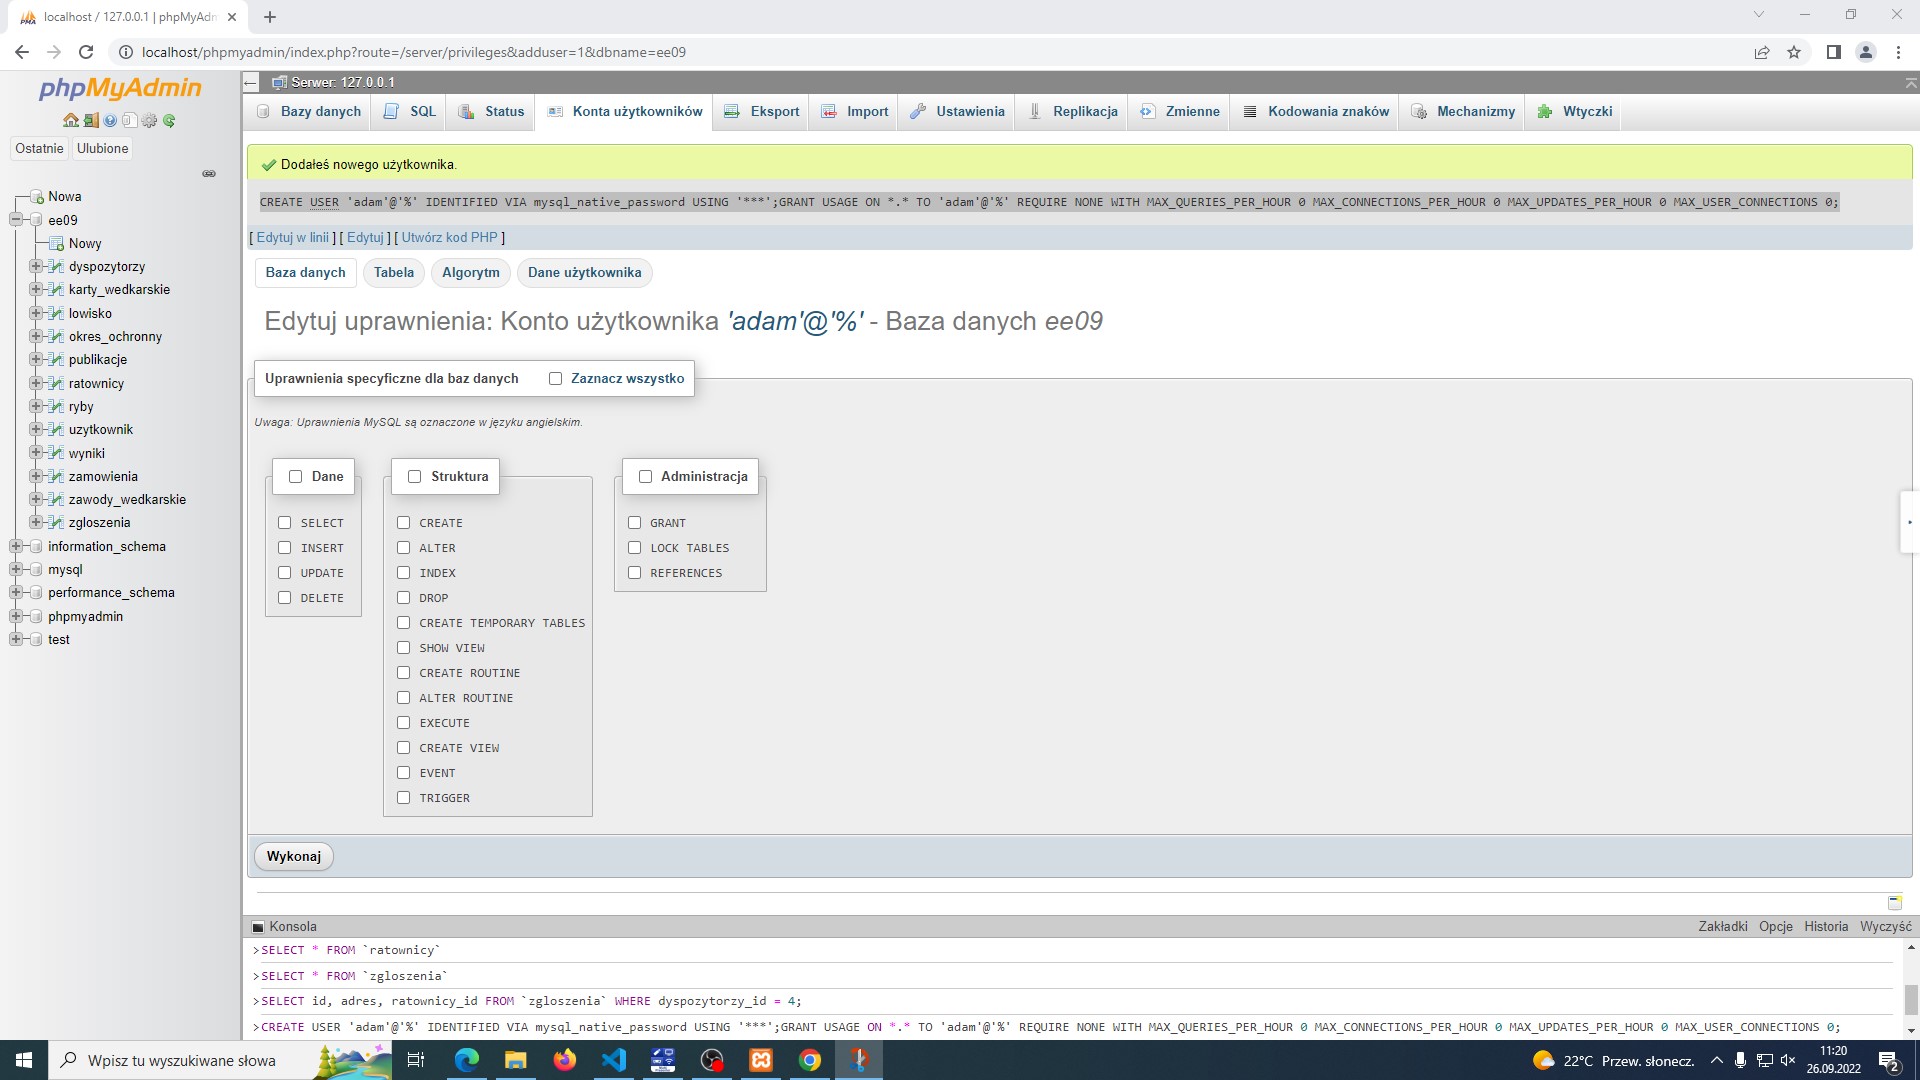 localhost / 127.0.0.1 | phpMyAdm
localhost/phpmyadmin/index.php?route=/server/privileges&adduser=1&dbname=ee09
phpMyAdmin
Ostatnie Ulubione
Nowa
ee09
Nowy
dyspozytorzy
karty_wedkarskie
lowisko
okres_ochronny
publikacje
ratownicy
ryby
uzytkownik
wyniki
zamowienia
zawody_wedkarskie
zgloszenia
information_schema
mysql
performance_schema
phpmyadmin
test
Serwer: 127.0.0.1
Bazy danych SQL Status Konta użytkowników Eksport Import Ustawienia Replikacja Zmienne Kodowania znaków Mechanizmy Wtyczki
Dodałeś nowego użytkownika.
CREATE USER 'adam'@'%' IDENTIFIED VIA mysql_native_password USING '***';GRANT USAGE ON *.* TO 'adam'@'%' REQUIRE NONE WITH MAX_QUERIES_PER_HOUR 0 MAX_CONNECTIONS_PER_HOUR 0 MAX_UPDATES_PER_HOUR 0 MAX_USER_CONNECTIONS 0;
[ Edytuj w linii ] [ Edytuj ] [ Utwórz kod PHP ]
Baza danych Tabela Algorytm Dane użytkownika
Edytuj uprawnienia: Konto użytkownika 'adam'@'%' - Baza danych ee09
Uprawnienia specyficzne dla baz danych Zaznacz wszystko
Uwaga: Uprawnienia MySQL są oznaczone w języku angielskim.
Dane
SELECT
INSERT
UPDATE
DELETE
Struktura
CREATE
ALTER
INDEX
DROP
CREATE TEMPORARY TABLES
SHOW VIEW
CREATE ROUTINE
ALTER ROUTINE
EXECUTE
CREATE VIEW
EVENT
TRIGGER
Administracja
GRANT
LOCK TABLES
REFERENCES
Wykonaj
Konsola Zakładki Opcje Historia Wyczyść
>SELECT * FROM `ratownicy`
>SELECT * FROM `zgloszenia`
>SELECT id, adres, ratownicy_id FROM `zgloszenia` WHERE dyspozytorzy_id = 4;
>CREATE USER 'adam'@'%' IDENTIFIED VIA mysql_native_password USING '***';GRANT USAGE ON *.* TO 'adam'@'%' REQUIRE NONE WITH MAX_QUERIES_PER_HOUR 0 MAX_CONNECTIONS_PER_HOUR 0 MAX_UPDATES_PER_HOUR 0 MAX_USER_CONNECTIONS 0;
Wpisz tu wyszukiwane słowa
22°C Przew. słonecz.
11:20
26.09.2022
2